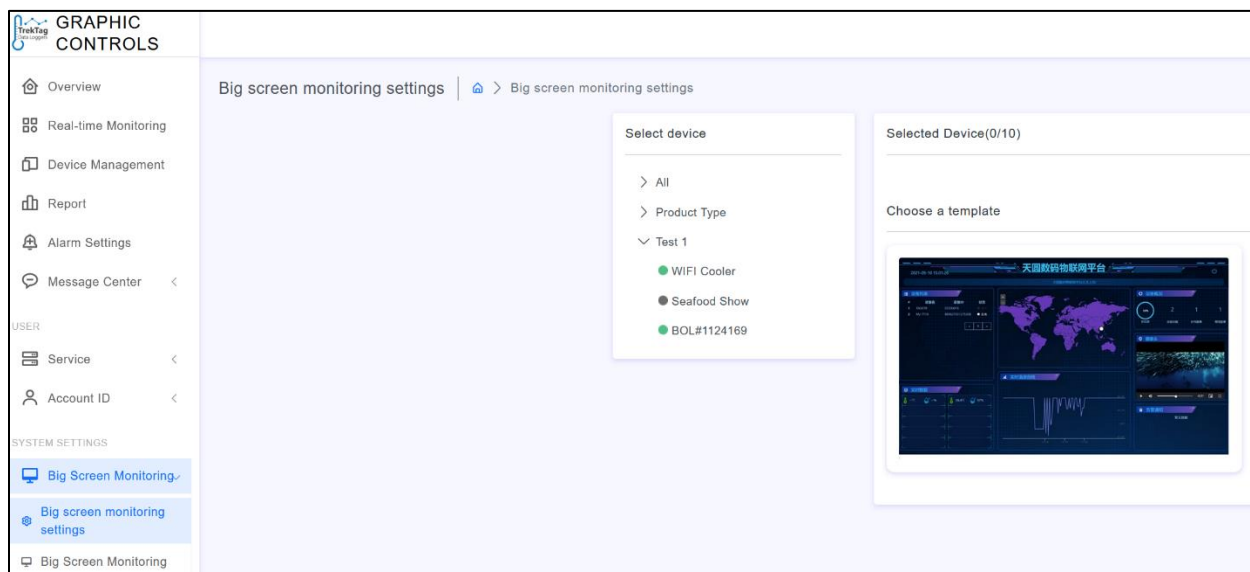 TrekTag
Data Loggers
GRAPHIC
CONTROLS
Overview
Real-time Monitoring
Device Management
Report
Alarm Settings
Message Center
USER
Service
Account ID
SYSTEM SETTINGS
Big Screen Monitoring
Big screen monitoring
settings
Big Screen Monitoring
Big screen monitoring settings
Big screen monitoring settings
Select device
All
Product Type
Test 1
WIFI Cooler
Seafood Show
BOL#1124169
Selected Device(0/10)
Choose a template
天圆数码物联网平台